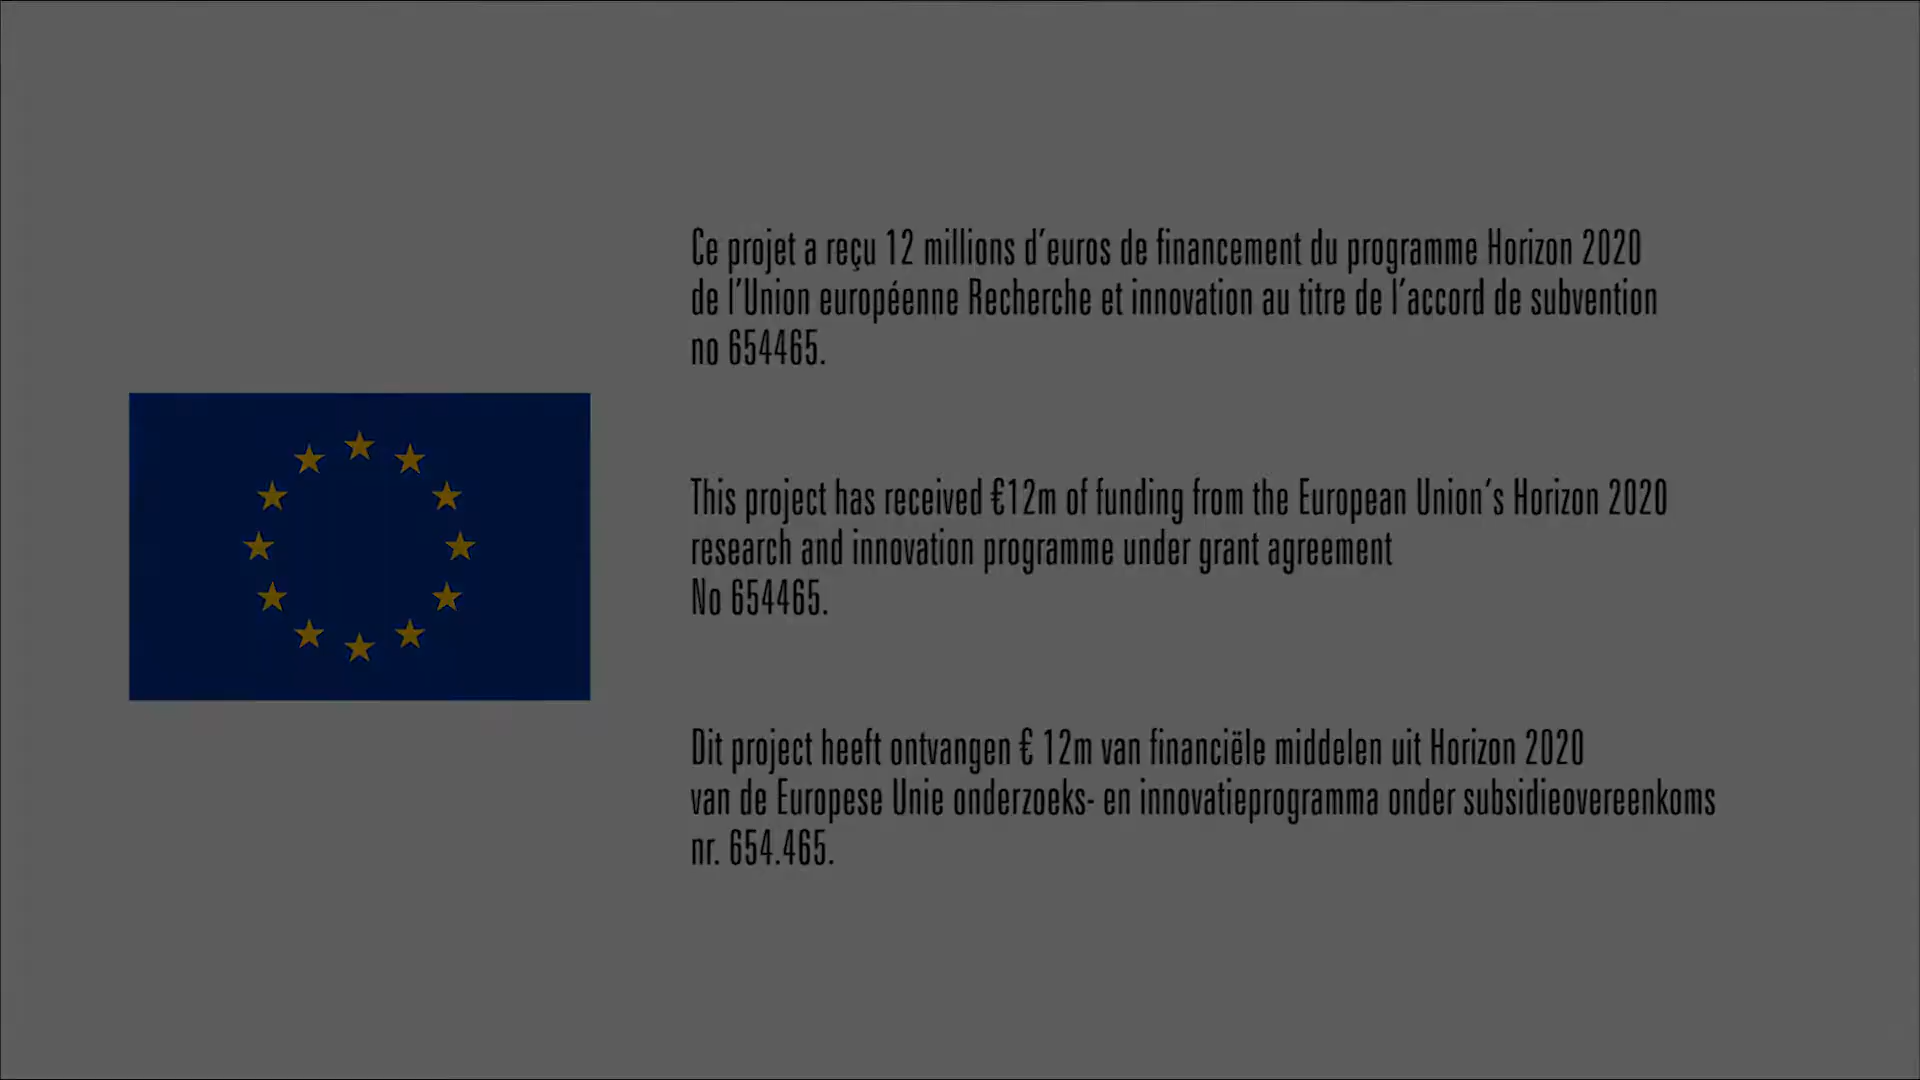 Ce projet a reçu 12 millions d'euros de financement du programme Horizon 2020
de l'Union européenne Recherche et innovation au titre de l'accord de subvention
no 654465.
This project has received €12m of funding from the European Union's Horizon 2020
research and innovation programme under grant agreement
No 654465.
Dit project heeft ontvangen € 12m van financiële middelen uit Horizon 2020
van de Europese Unie onderzoeks- en innovatieprogramma onder subsidieovereenkoms
nr. 654.465.